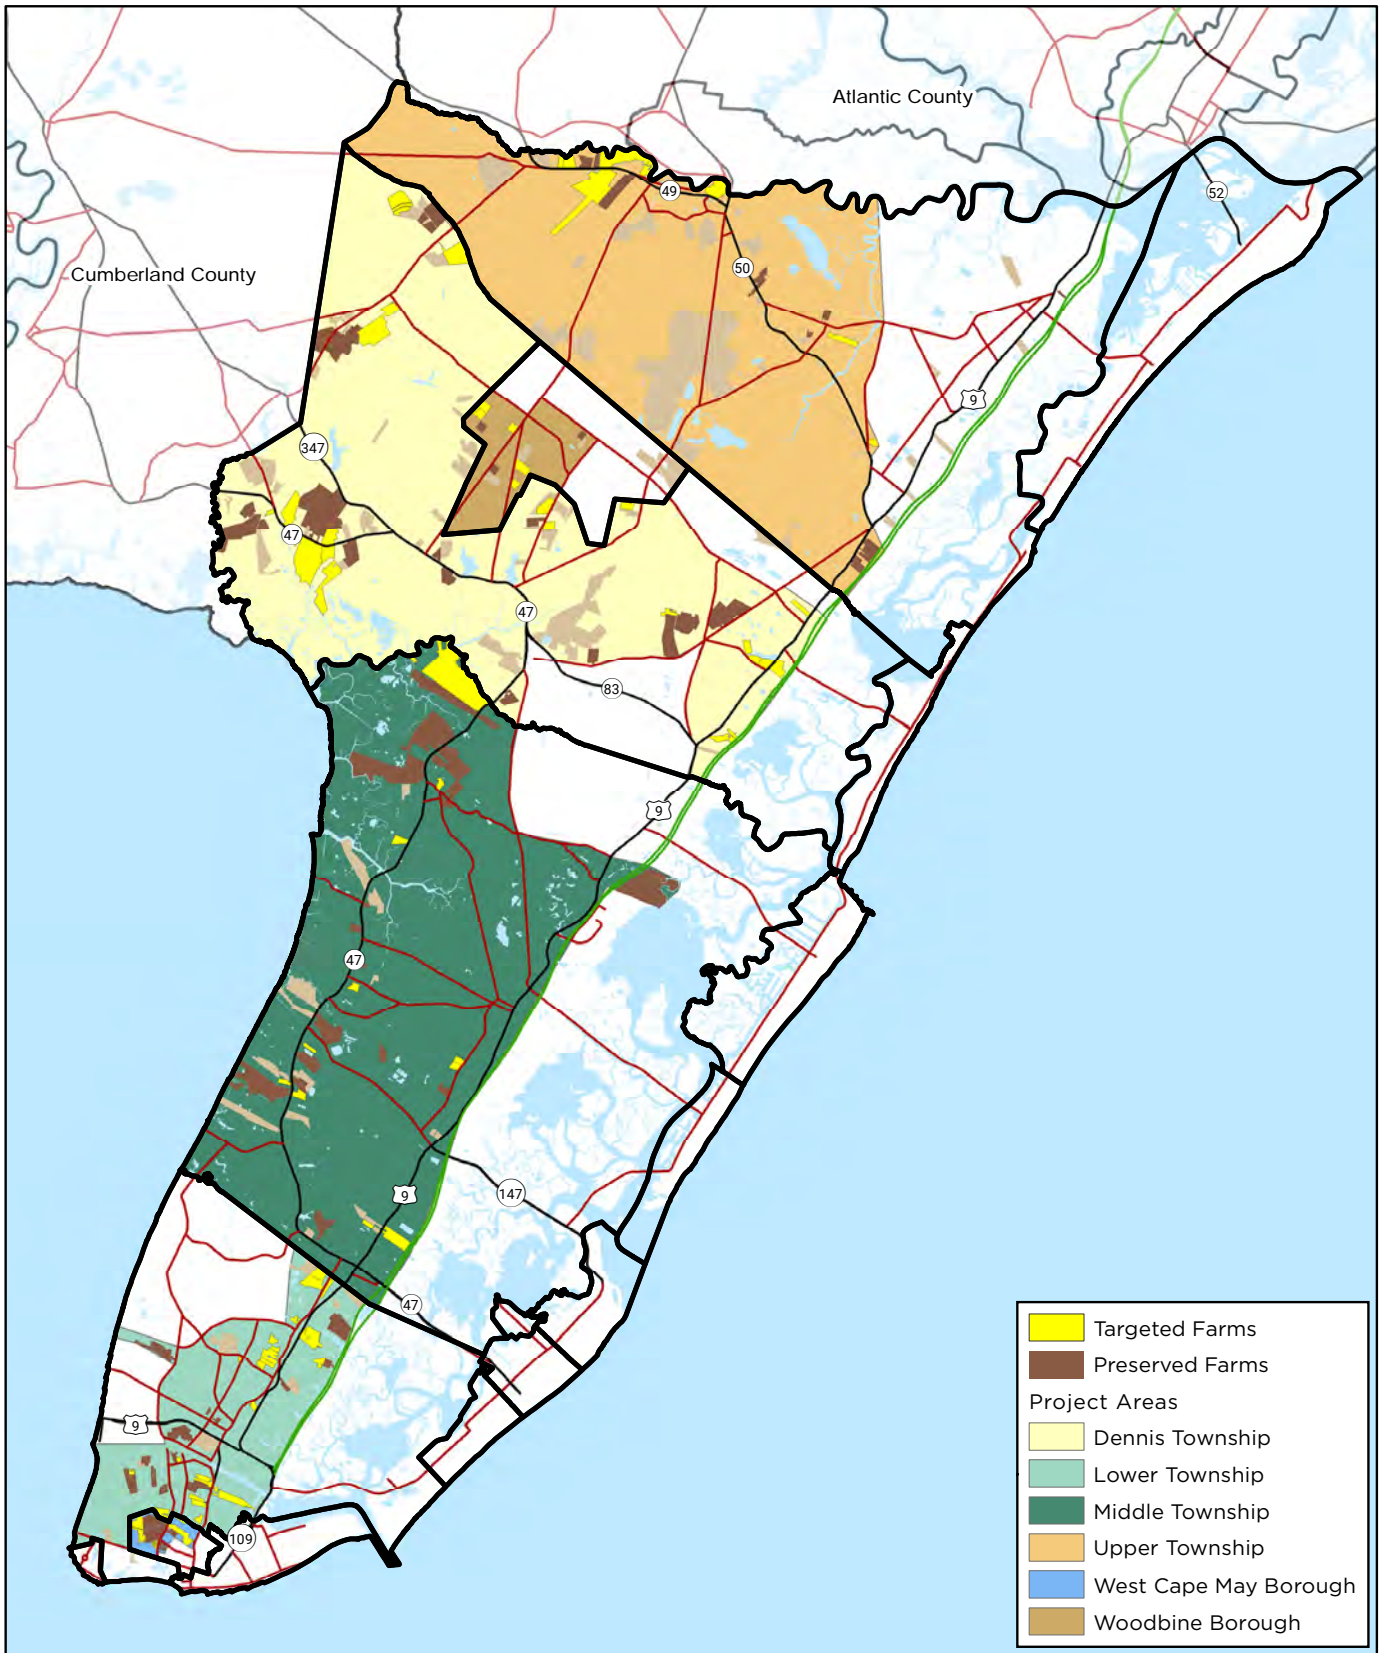 Atlantic County
49
52
Cumberland County
50
9
347
47
47
83
9
47
147
9
47
9
109
Targeted Farms
Preserved Farms
Project Areas
Dennis Township
Lower Township
Middle Township
Upper Township
West Cape May Borough
Woodbine Borough